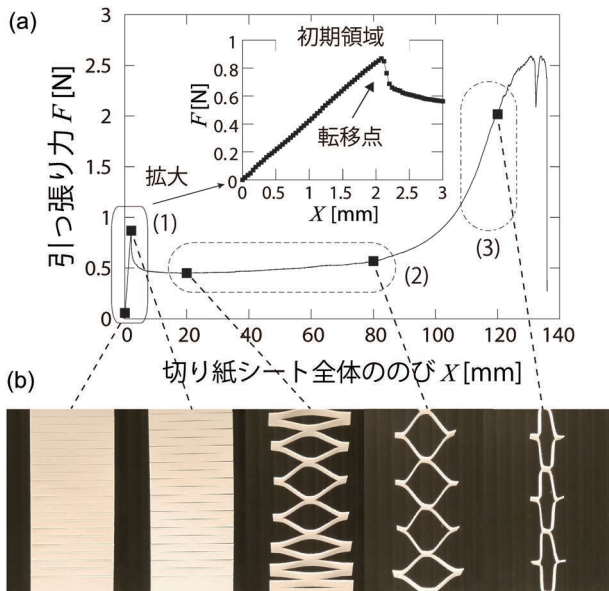 (a)
引っ張り力 F [N]
3
2.5
2
1.5
1
0.5
0
0 20 40 60 80 100 120 140
切り紙シート全体ののび X [mm]
初期領域
F [N]
1
0.8
0.6
0.4
0.2
0
0 0.5 1 1.5 2 2.5 3
X [mm]
転移点
拡大
(1)
(2)
(3)
(b)